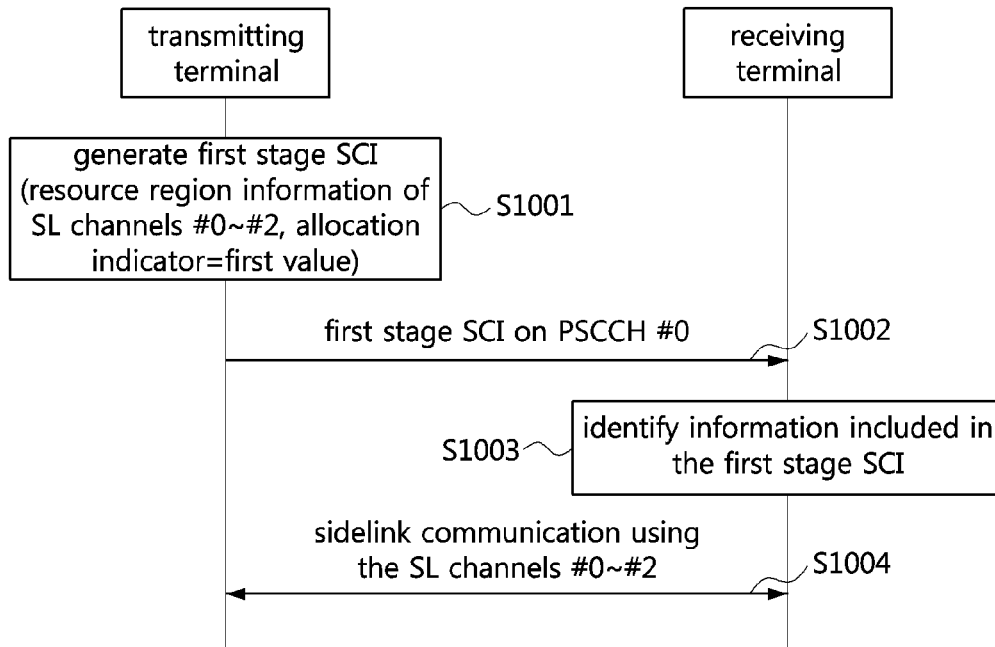 transmitting
terminal
receiving
terminal
generate first stage SCI
(resource region information of
SL channels #0~#2, allocation
indicator=first value)
S1001
first stage SCI on PSCCH #0
S1002
identify information included in
the first stage SCI
S1003
sidelink communication using
the SL channels #0~#2
S1004